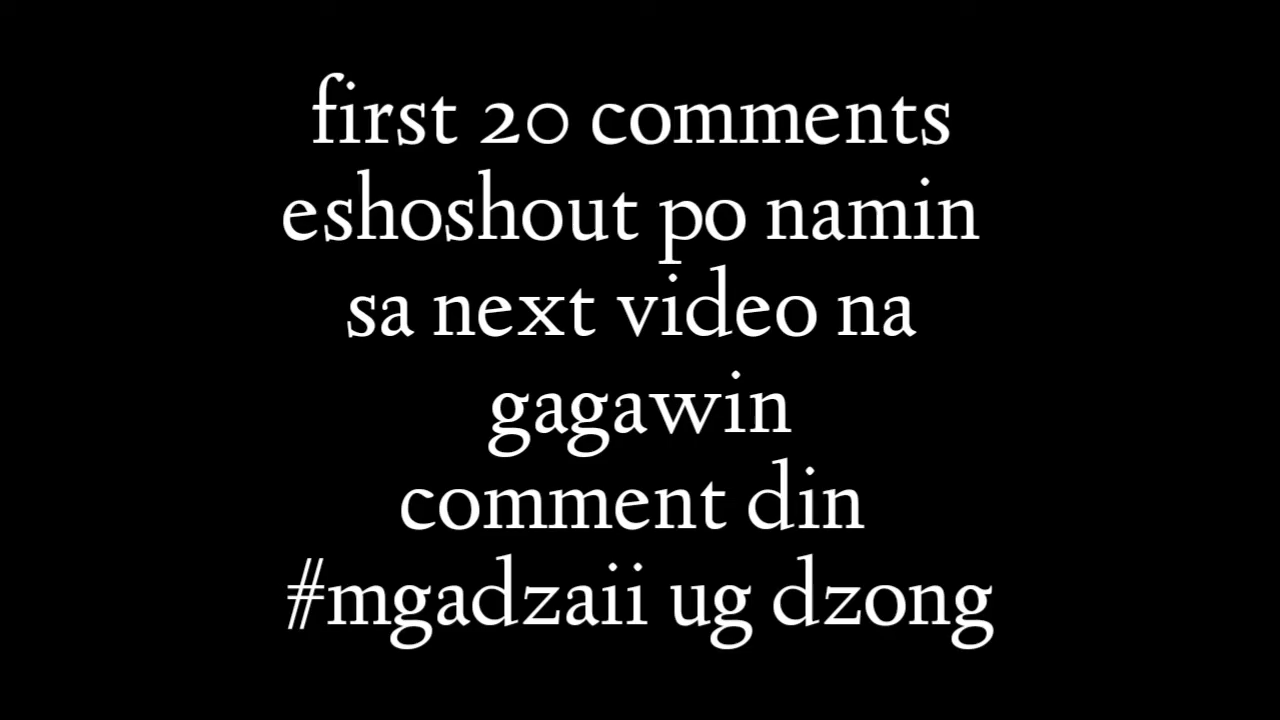 first 20 comments
eshoshout po namin
sa next video na
gagawin
comment din
#mgadzaii ug dzong